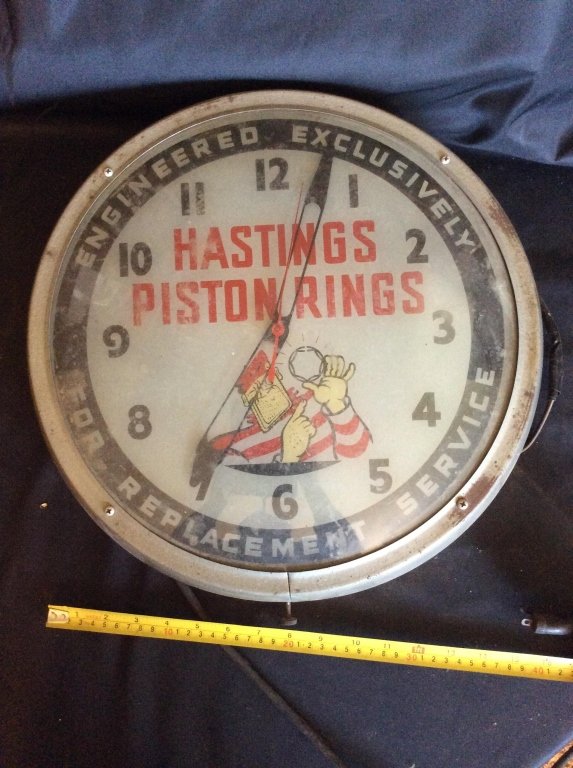 ENGINEERED EXCLUSIVELY
12
11 1
HASTINGS
10 2
PISTON RINGS
9 3
8 4
7 5
6
FOR REPLACEMENT SERVICE